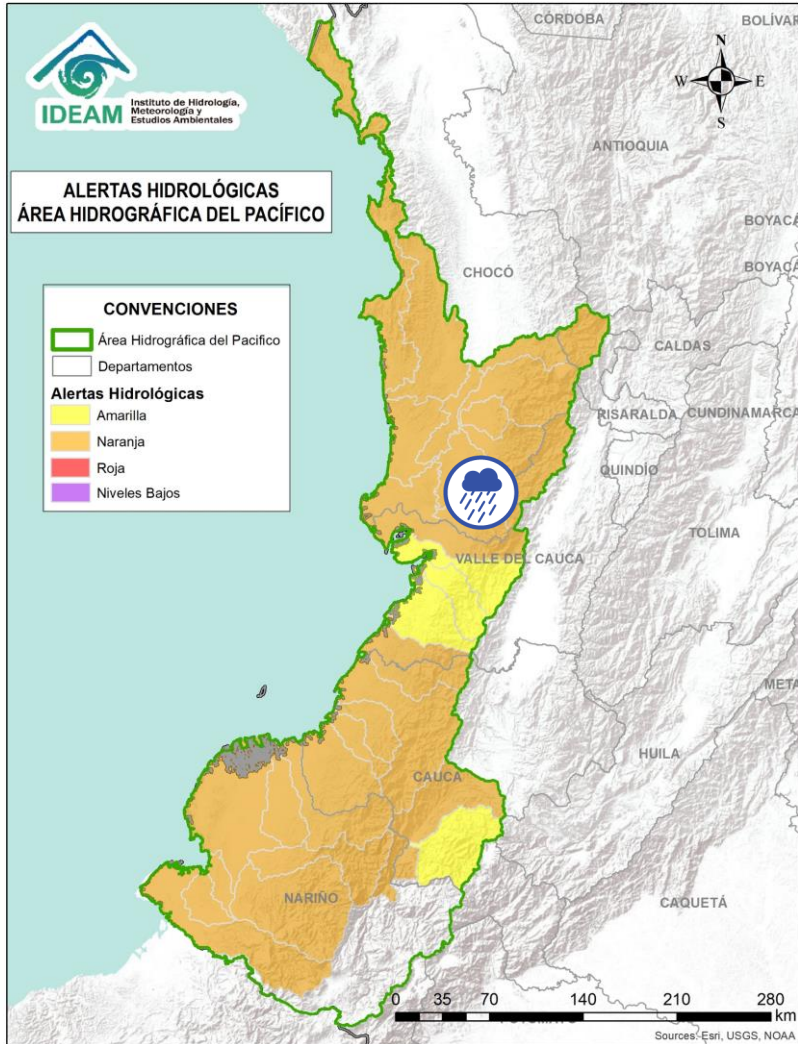 IDEAM
Instituto de Hidrología,
Meteorología y
Estudios Ambientales
CÓRDOBA
BOLÍVAR
N
W
E
S
ANTIOQUIA
ALERTAS HIDROLÓGICAS
ÁREA HIDROGRÁFICA DEL PACÍFICO
BOYACÁ
BOYACÁ
CHOCÓ
CONVENCIONES
Área Hidrográfica del Pacifico
Departamentos
Alertas Hidrológicas
Amarilla
Naranja
Roja
Niveles Bajos
CALDAS
RISARALDA
CUNDINAMARCA
QUINDÍO
TOLIMA
VALLE DEL CAUCA
META
HUILA
CAUCA
NARIÑO
CAQUETÁ
0 35 70 140 210 280
km
Sources: Esri, USGS, NOAA